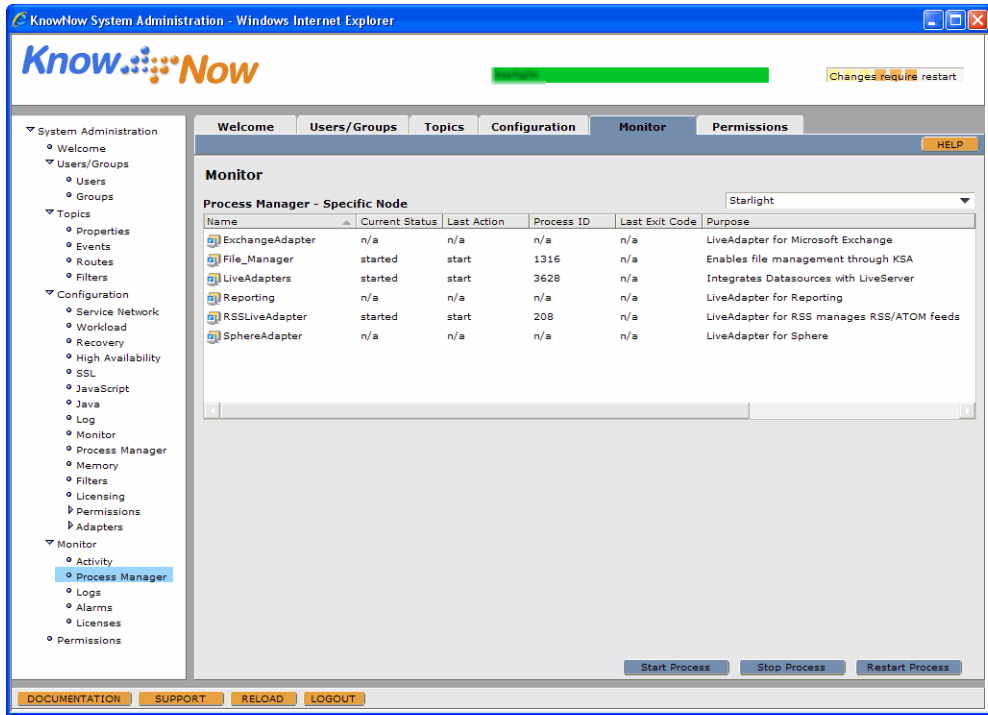 KnowNow System Administration - Windows Internet Explorer
Know Now
Changes require restart
System Administration
Welcome
Users/Groups
Users
Groups
Topics
Properties
Events
Routes
Filters
Configuration
Service Network
Workload
Recovery
High Availability
SSL
JavaScript
Java
Log
Monitor
Process Manager
Memory
Filters
Licensing
Permissions
Adapters
Monitor
Activity
Process Manager
Logs
Alarms
Licenses
Permissions
Welcome Users/Groups Topics Configuration Monitor Permissions
HELP
Monitor
Process Manager - Specific Node Starlight
Name Current Status Last Action Process ID Last Exit Code Purpose
ExchangeAdapter n/a n/a n/a n/a LiveAdapter for Microsoft Exchange
File_Manager started start 1316 n/a Enables file management through KSA
LiveAdapters started start 3628 n/a Integrates Datasources with LiveServer
Reporting n/a n/a n/a n/a LiveAdapter for Reporting
RSSLiveAdapter started start 208 n/a LiveAdapter for RSS manages RSS/ATOM feeds
SphereAdapter n/a n/a n/a n/a LiveAdapter for Sphere
Start Process Stop Process Restart Process
DOCUMENTATION SUPPORT RELOAD LOGOUT